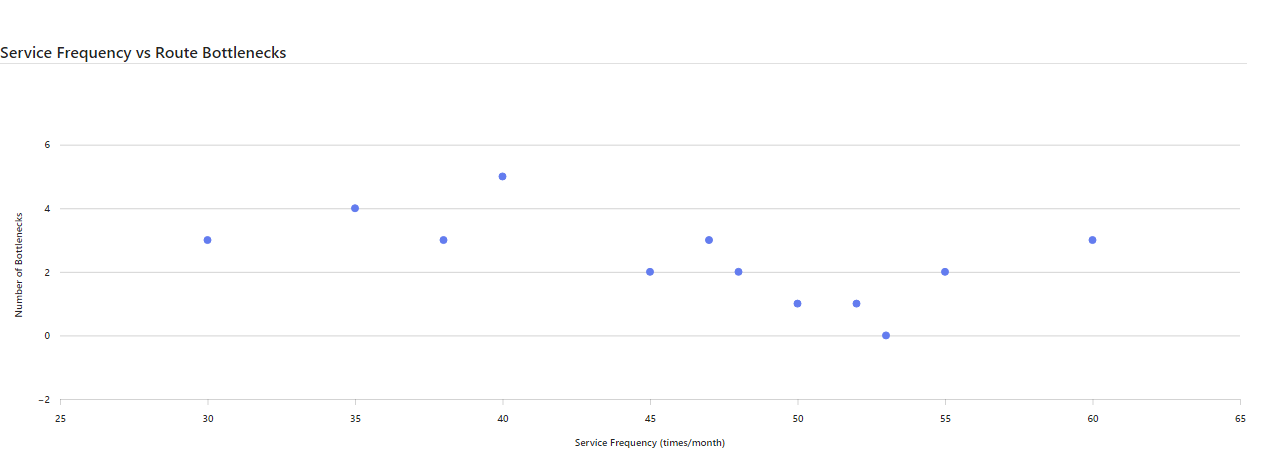 Service Frequency vs Route Bottlenecks
6
4
2
0
−2
Number of Bottlenecks
25 30 35 40 45 50 55 60 65
Service Frequency (times/month)